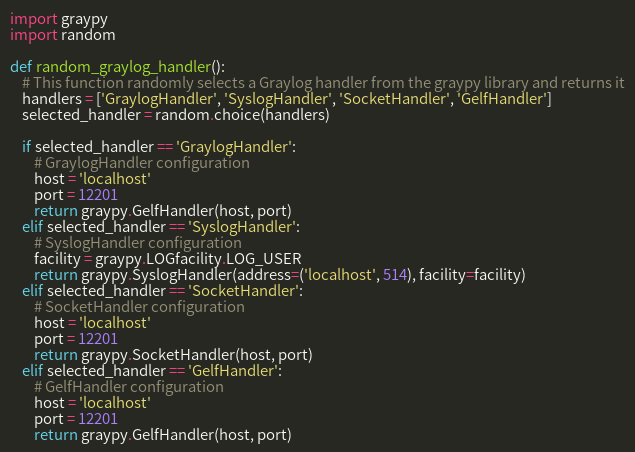 import graypy
import random

def random_graylog_handler():
    # This function randomly selects a Graylog handler from the graypy library and returns it
    handlers = ['GraylogHandler', 'SyslogHandler', 'SocketHandler', 'GelfHandler']
    selected_handler = random.choice(handlers)

    if selected_handler == 'GraylogHandler':
        # GraylogHandler configuration
        host = 'localhost'
        port = 12201
        return graypy.GelfHandler(host, port)
    elif selected_handler == 'SyslogHandler':
        # SyslogHandler configuration
        facility = graypy.LOGfacility.LOG_USER
        return graypy.SyslogHandler(address=('localhost', 514), facility=facility)
    elif selected_handler == 'SocketHandler':
        # SocketHandler configuration
        host = 'localhost'
        port = 12201
        return graypy.SocketHandler(host, port)
    elif selected_handler == 'GelfHandler':
        # GelfHandler configuration
        host = 'localhost'
        port = 12201
        return graypy.GelfHandler(host, port)